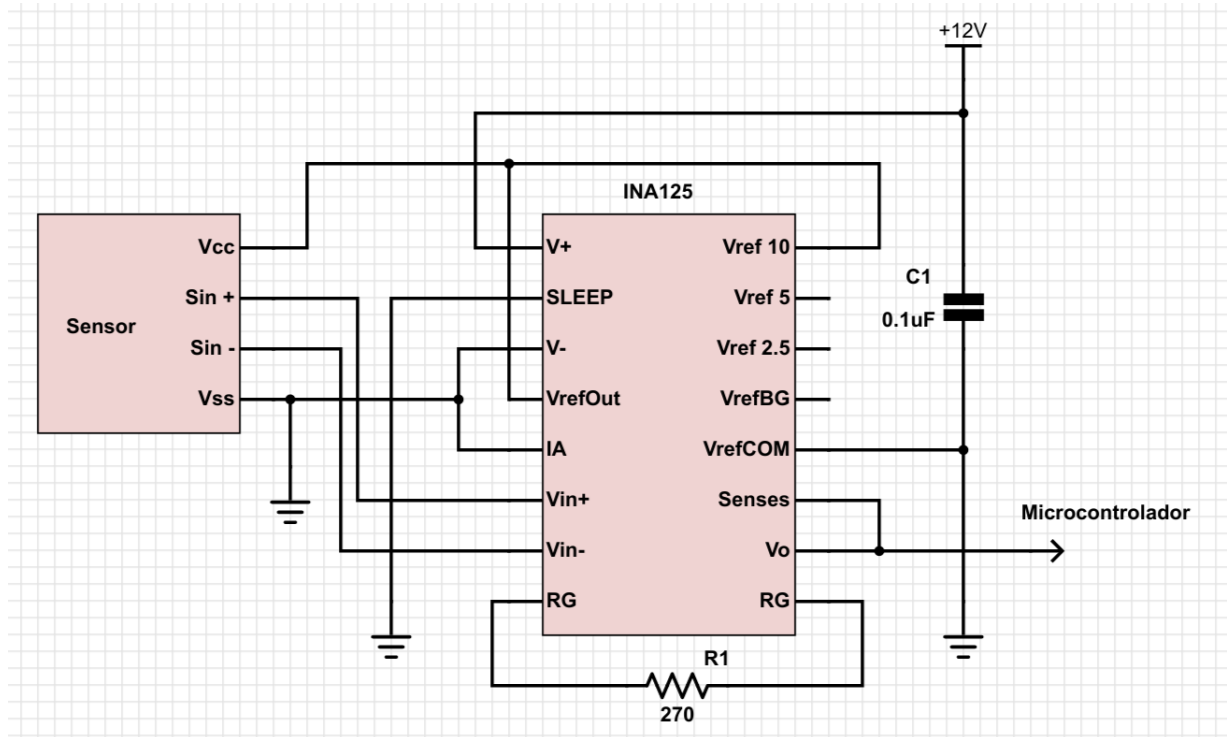 +12V
INA125
Sensor
Vcc
Sin +
Sin -
Vss
V+
SLEEP
V-
VrefOut
IA
Vin+
Vin-
RG
Vref 10
Vref 5
Vref 2.5
VrefBG
VrefCOM
Senses
Vo
RG
C1
0.1uF
Microcontrolador
R1
270